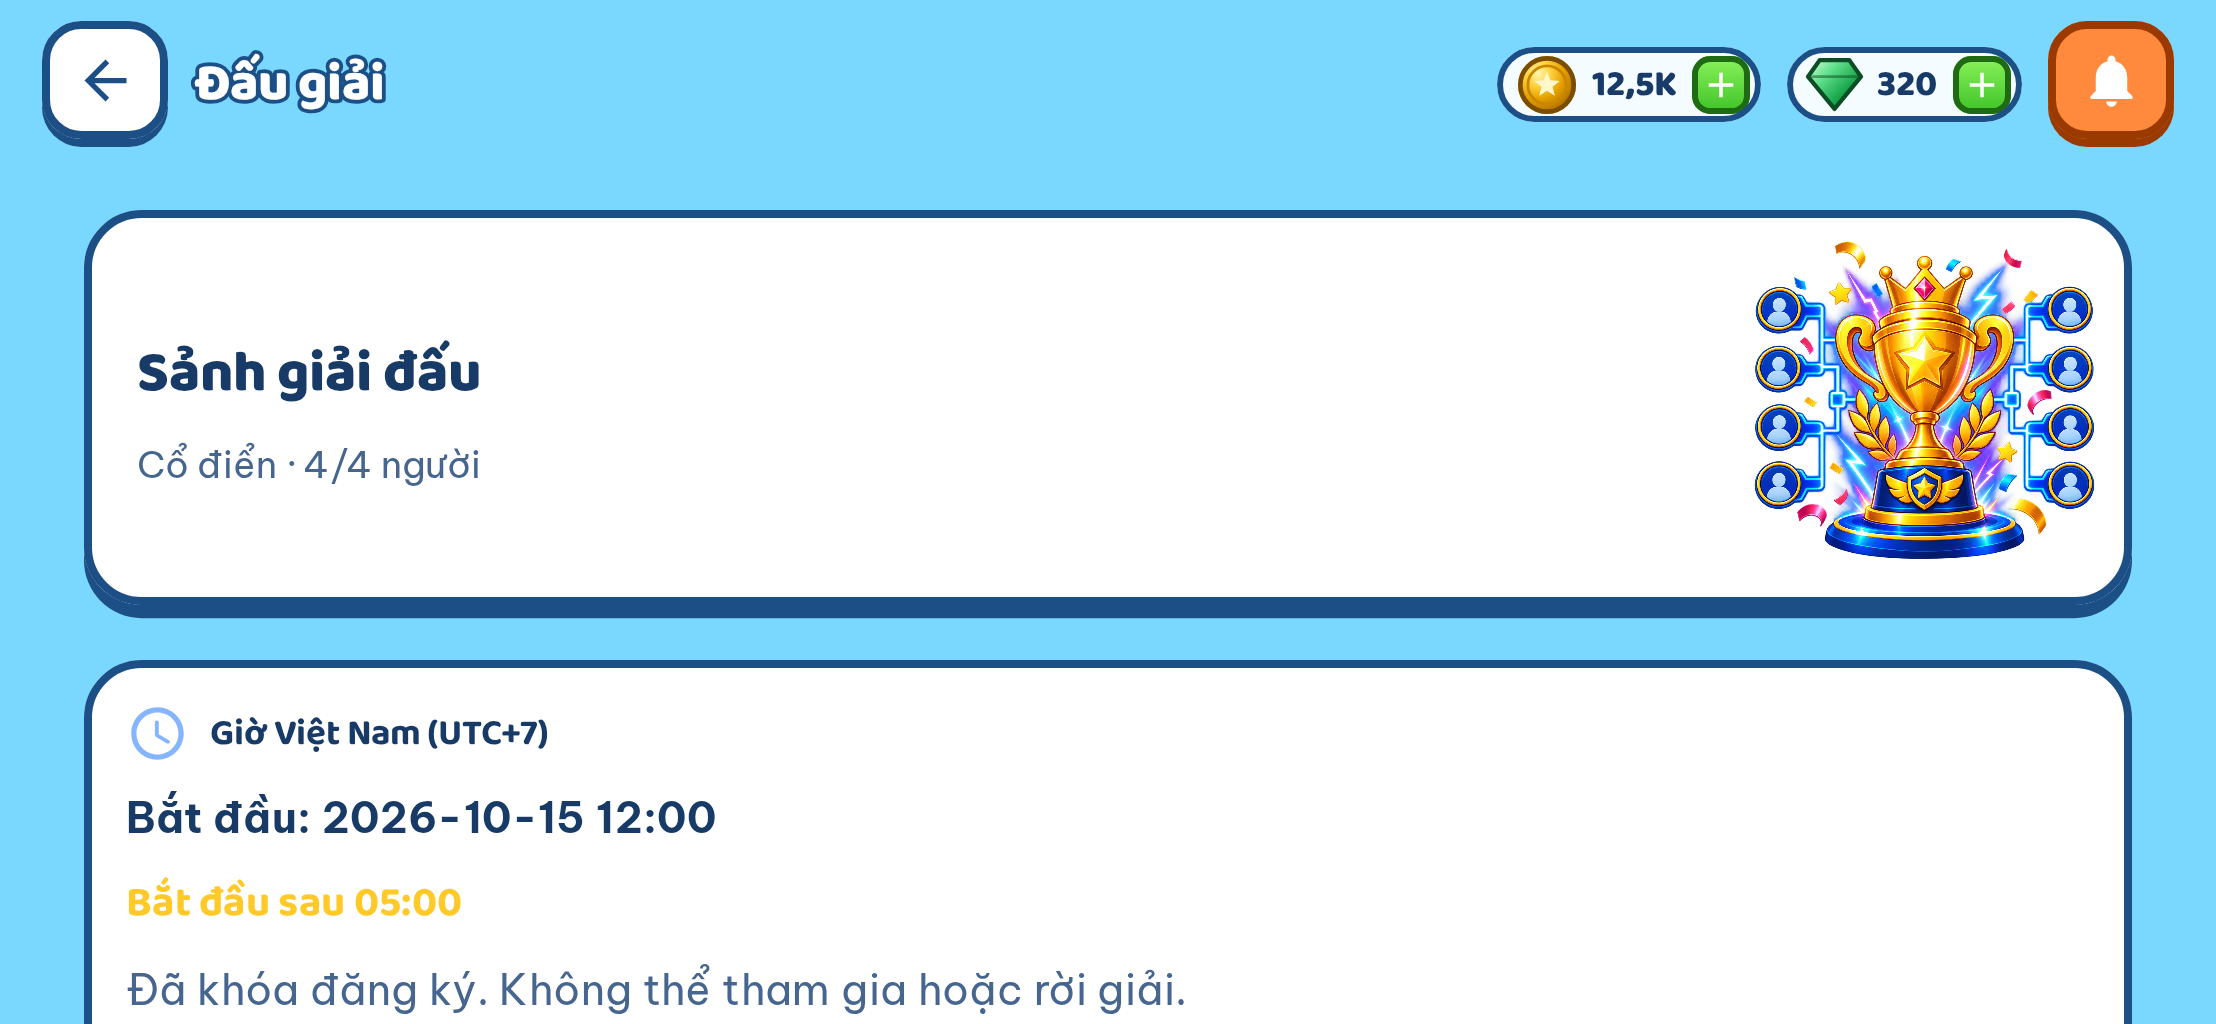 Đấu giải
12,5K
320
Sảnh giải đấu
Cổ điển · 4/4 người
Giờ Việt Nam (UTC+7)
Bắt đầu: 2026-10-15 12:00
Bắt đầu sau 05:00
Đã khóa đăng ký. Không thể tham gia hoặc rời giải.